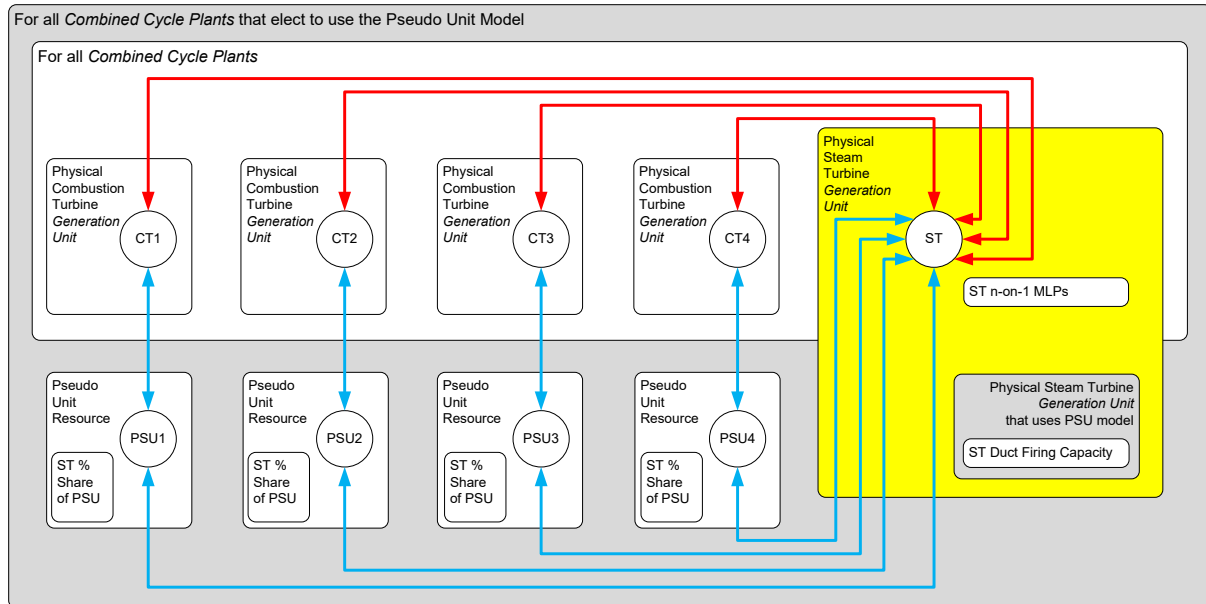 For all Combined Cycle Plants that elect to use the Pseudo Unit Model
For all Combined Cycle Plants
Physical
Combustion
Turbine
Generation
Unit
CT1
Physical
Combustion
Turbine
Generation
Unit
CT2
Physical
Combustion
Turbine
Generation
Unit
CT3
Physical
Combustion
Turbine
Generation
Unit
CT4
Physical
Steam
Turbine
Generation
Unit
ST
ST n-on-1 MLPs
Pseudo
Unit
Resource
PSU1
ST %
Share
of PSU
Pseudo
Unit
Resource
PSU2
ST %
Share
of PSU
Pseudo
Unit
Resource
PSU3
ST %
Share
of PSU
Pseudo
Unit
Resource
PSU4
ST %
Share
of PSU
Physical Steam Turbine
Generation Unit
that uses PSU model
ST Duct Firing Capacity